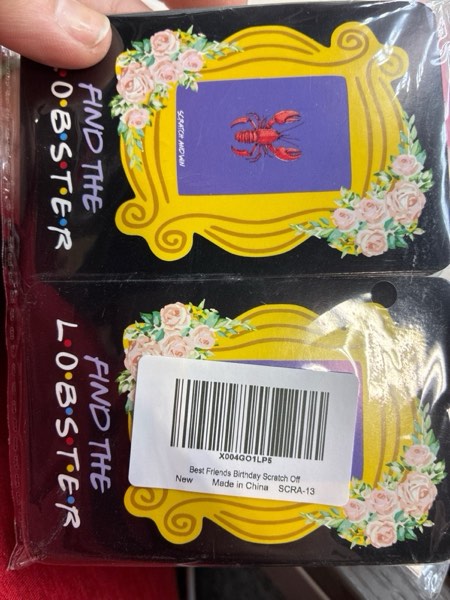 FIND THE
L•O•B•S•T•E•R
SCRATCH AND WIN
FIND THE
L•O•B•S•T•E•R
X004GO1LP5
Best Friends Birthday Scratch Off
New Made in China SCRA-13